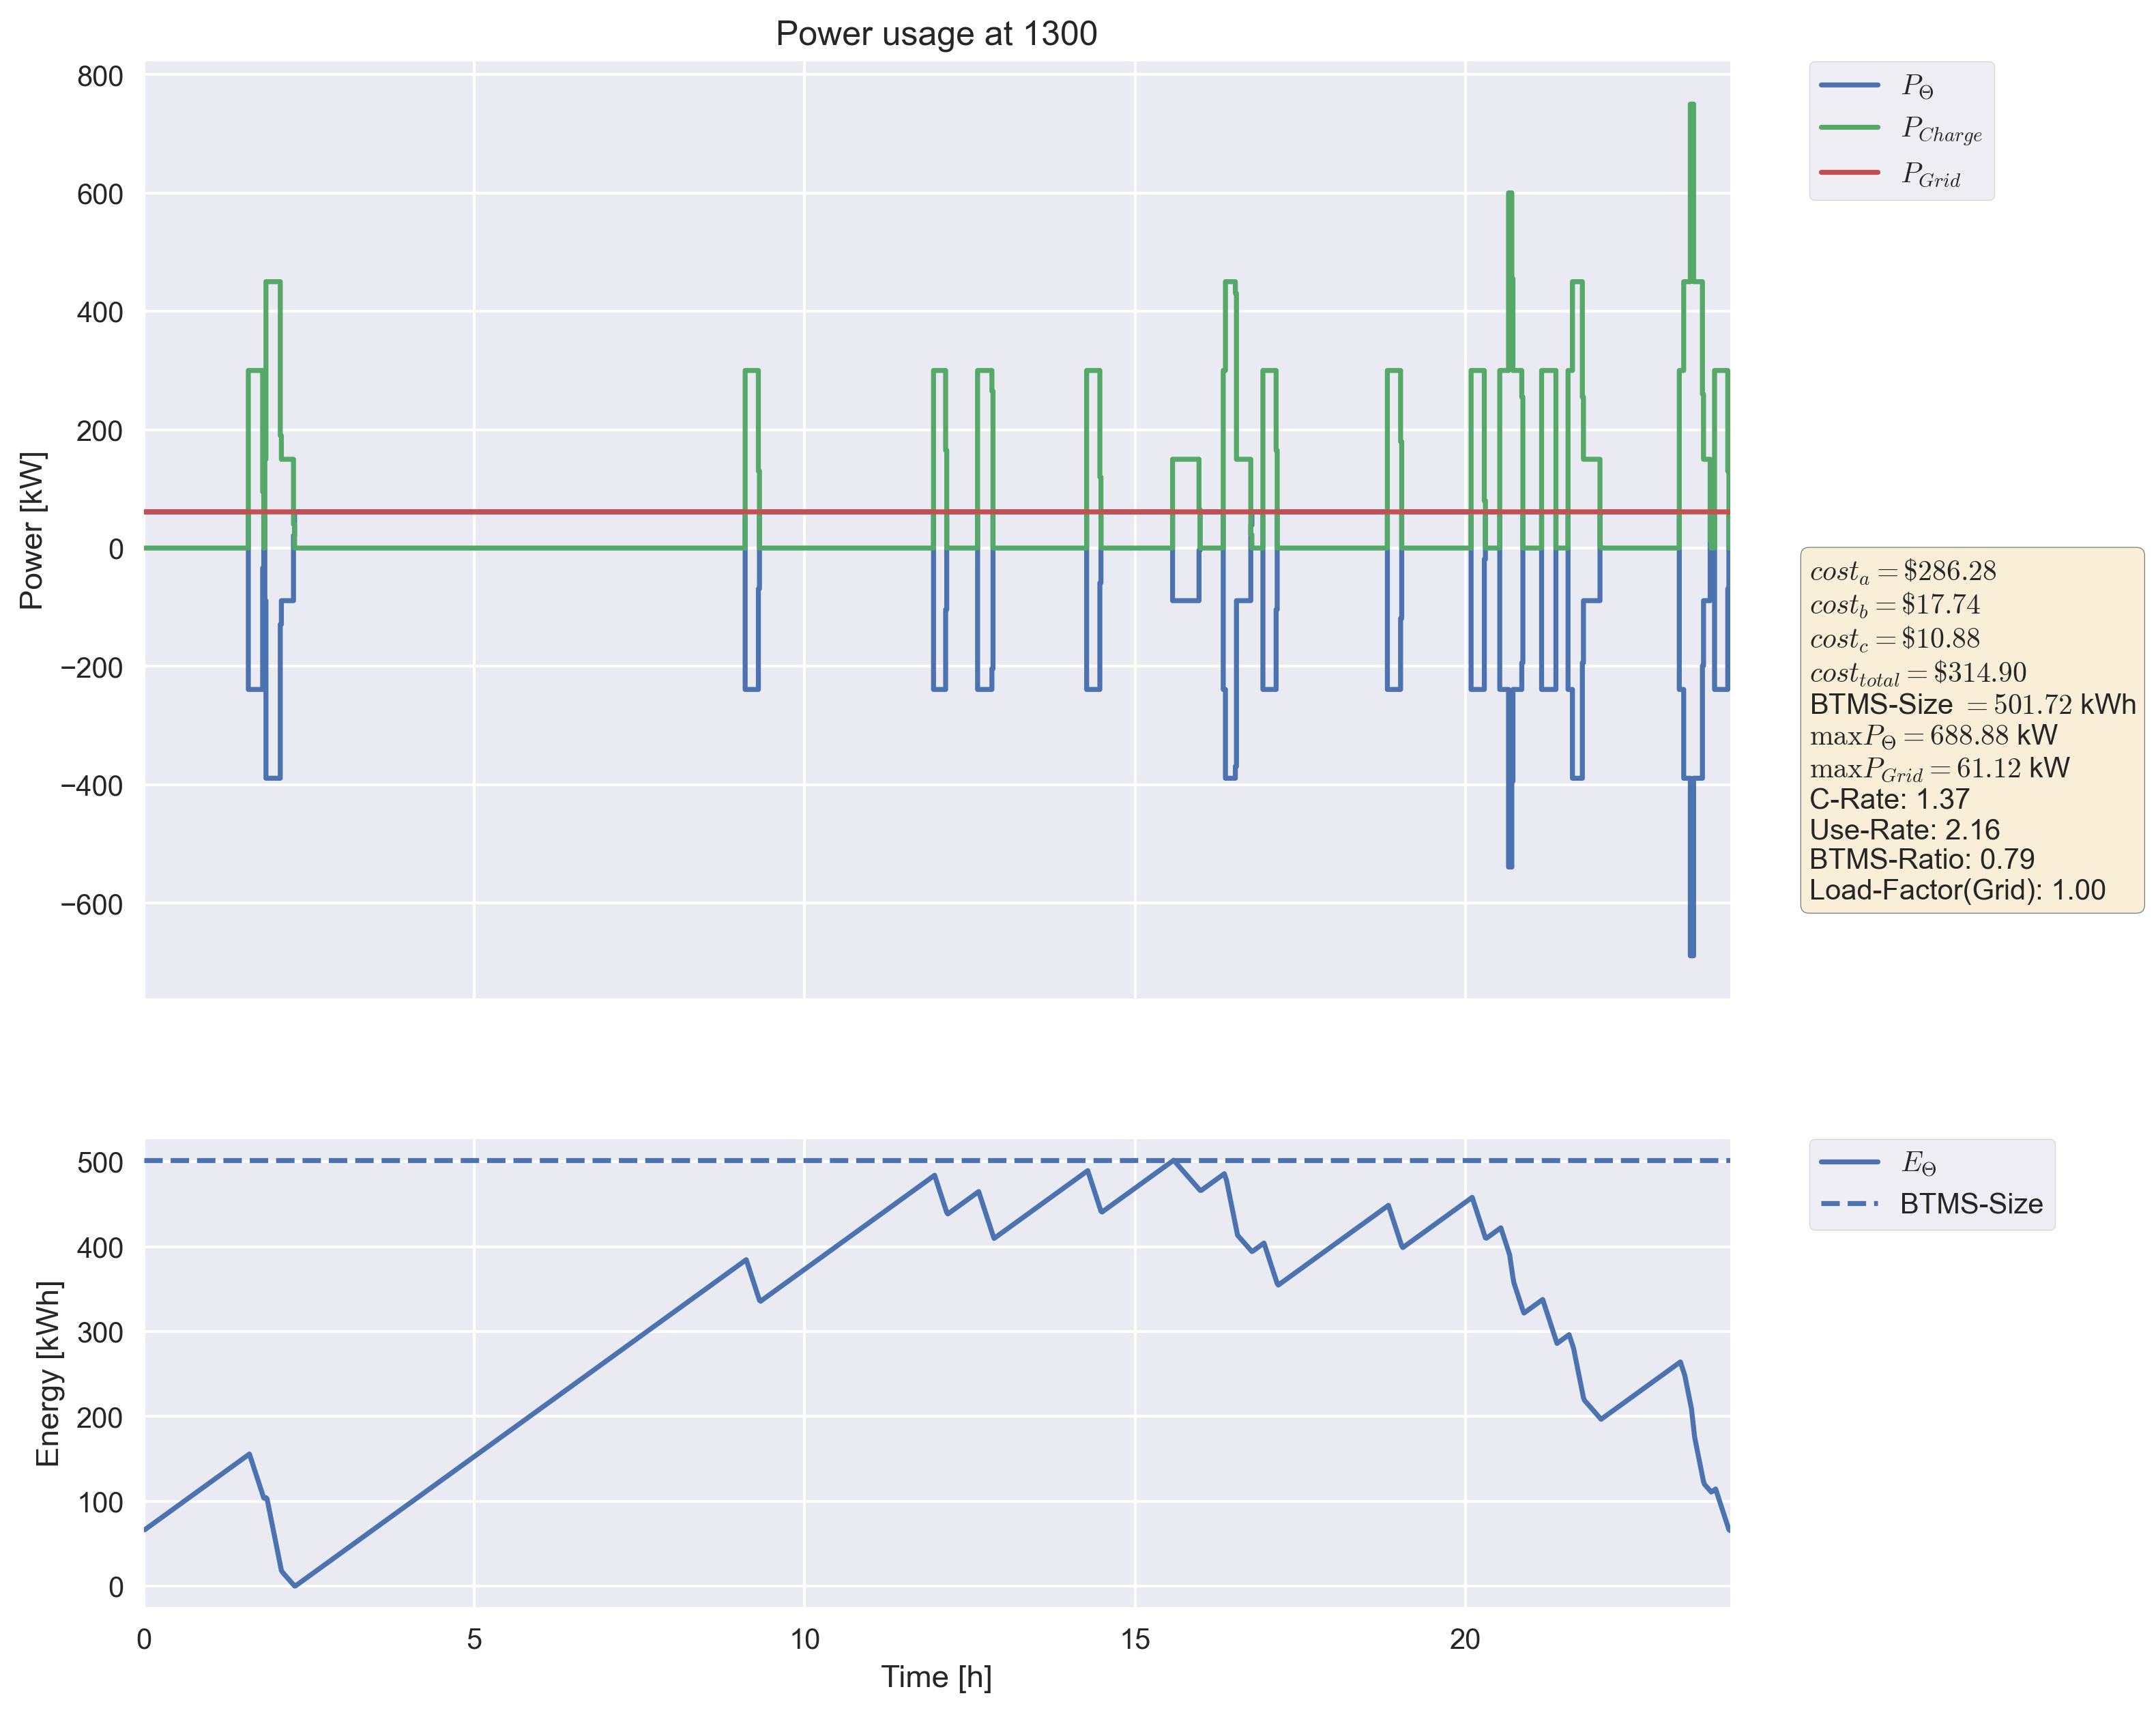 Power usage at 1300
800
600
400
200
0
−200
−400
−600
Power [kW]
P_Θ
P_Charge
P_Grid
cost_a = $286.28
cost_b = $17.74
cost_c = $10.88
cost_total = $314.90
BTMS-Size = 501.72 kWh
max P_Θ = 688.88 kW
max P_Grid = 61.12 kW
C-Rate: 1.37
Use-Rate: 2.16
BTMS-Ratio: 0.79
Load-Factor(Grid): 1.00
500
400
300
200
100
0
Energy [kWh]
E_Θ
BTMS-Size
0 5 10 15 20
Time [h]